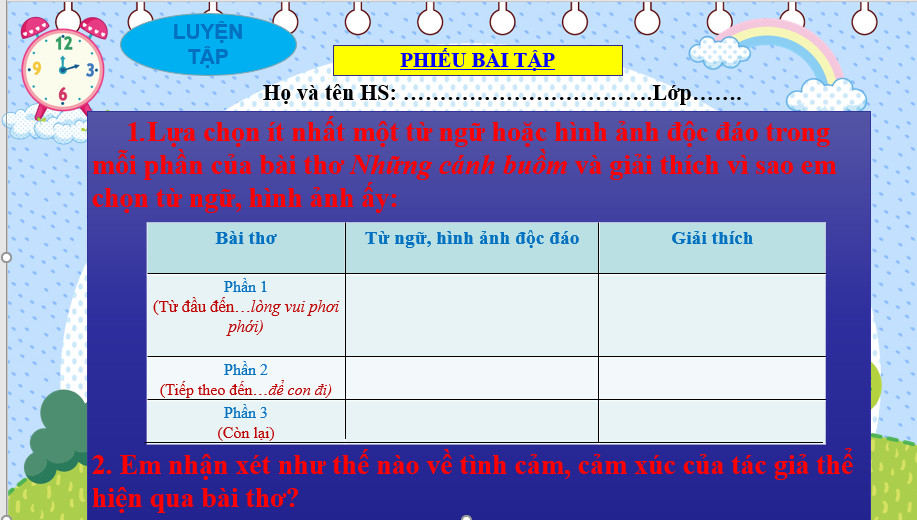 LUYỆN
TẬP
PHIẾU BÀI TẬP
Họ và tên HS: …………………………….Lớp…….
1.Lựa chọn ít nhất một từ ngữ hoặc hình ảnh độc đáo trong
mỗi phần của bài thơ Những cánh buồm và giải thích vì sao em
chọn từ ngữ, hình ảnh ấy:
Bài thơ Từ ngữ, hình ảnh độc đáo Giải thích
Phần 1
(Từ đầu đến…lòng vui phơi
phới)
Phần 2
(Tiếp theo đến…để con đi)
Phần 3
(Còn lại)
2. Em nhận xét như thế nào về tình cảm, cảm xúc của tác giả thể
hiện qua bài thơ?
12
9
3
6